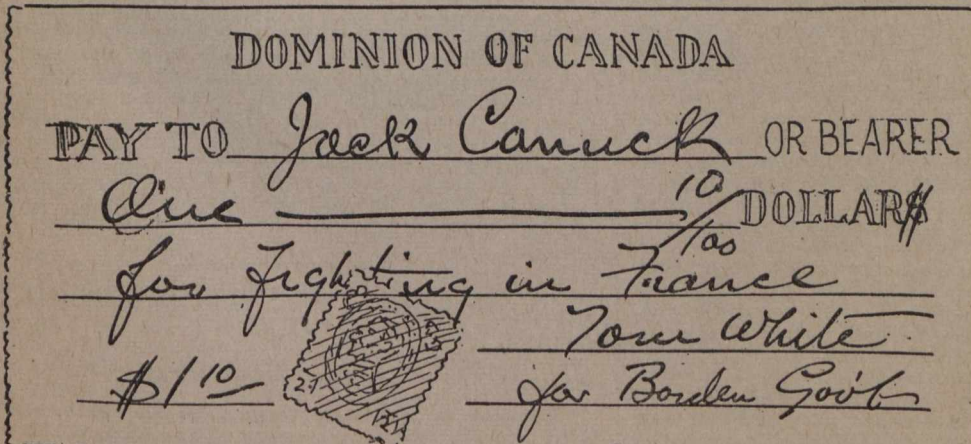 DOMINION OF CANADA
PAY TO Jack Canuck OR BEARER
One 10/100 DOLLAR$
for fighting in France
Tom White
$1 10 for Borden Gov't